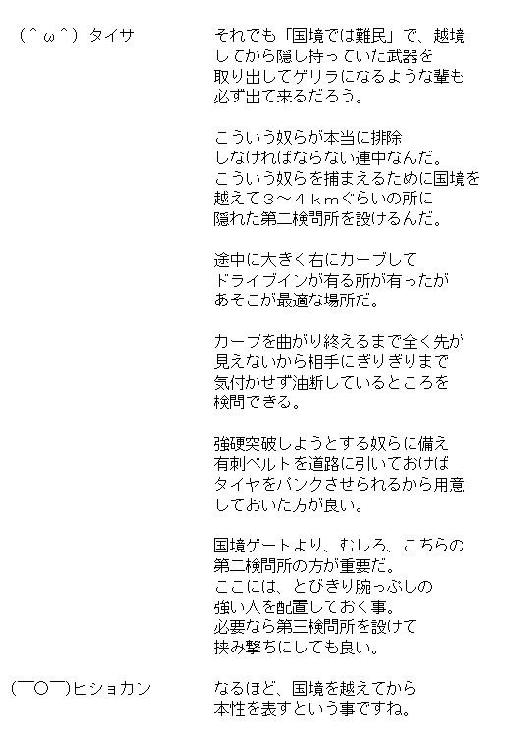 (＾ω＾) タイサ　それでも「国境では難民」で、越境
してから隠し持っていた武器を
取り出してゲリラになるような輩も
必ず出て来るだろう。
こういう奴らが本当に排除
しなければならない連中なんだ。
こういう奴らを捕まえるために国境を
越えて３～４ｋｍぐらいの所に
隠れた第二検問所を設けるんだ。
途中に大きく右にカーブして
ドライブインが有る所が有ったが
あそこが最適な場所だ。
カーブを曲がり終えるまで全く先が
見えないから相手にぎりぎりまで
気付かせず油断しているところを
検問できる。
強硬突破しようとする奴らに備え
有刺ベルトを道路に引いておけば
タイヤをパンクさせられるから用意
しておいた方が良い。
国境ゲートより、むしろ、こちらの
第二検問所の方が重要だ。
ここには、とびきり腕っぷしの
強い人を配置しておく事。
必要なら第三検問所を設けて
挟み撃ちにしても良い。
(￣○￣)ヒショカン　なるほど、国境を越えてから
本性を表すという事ですね。